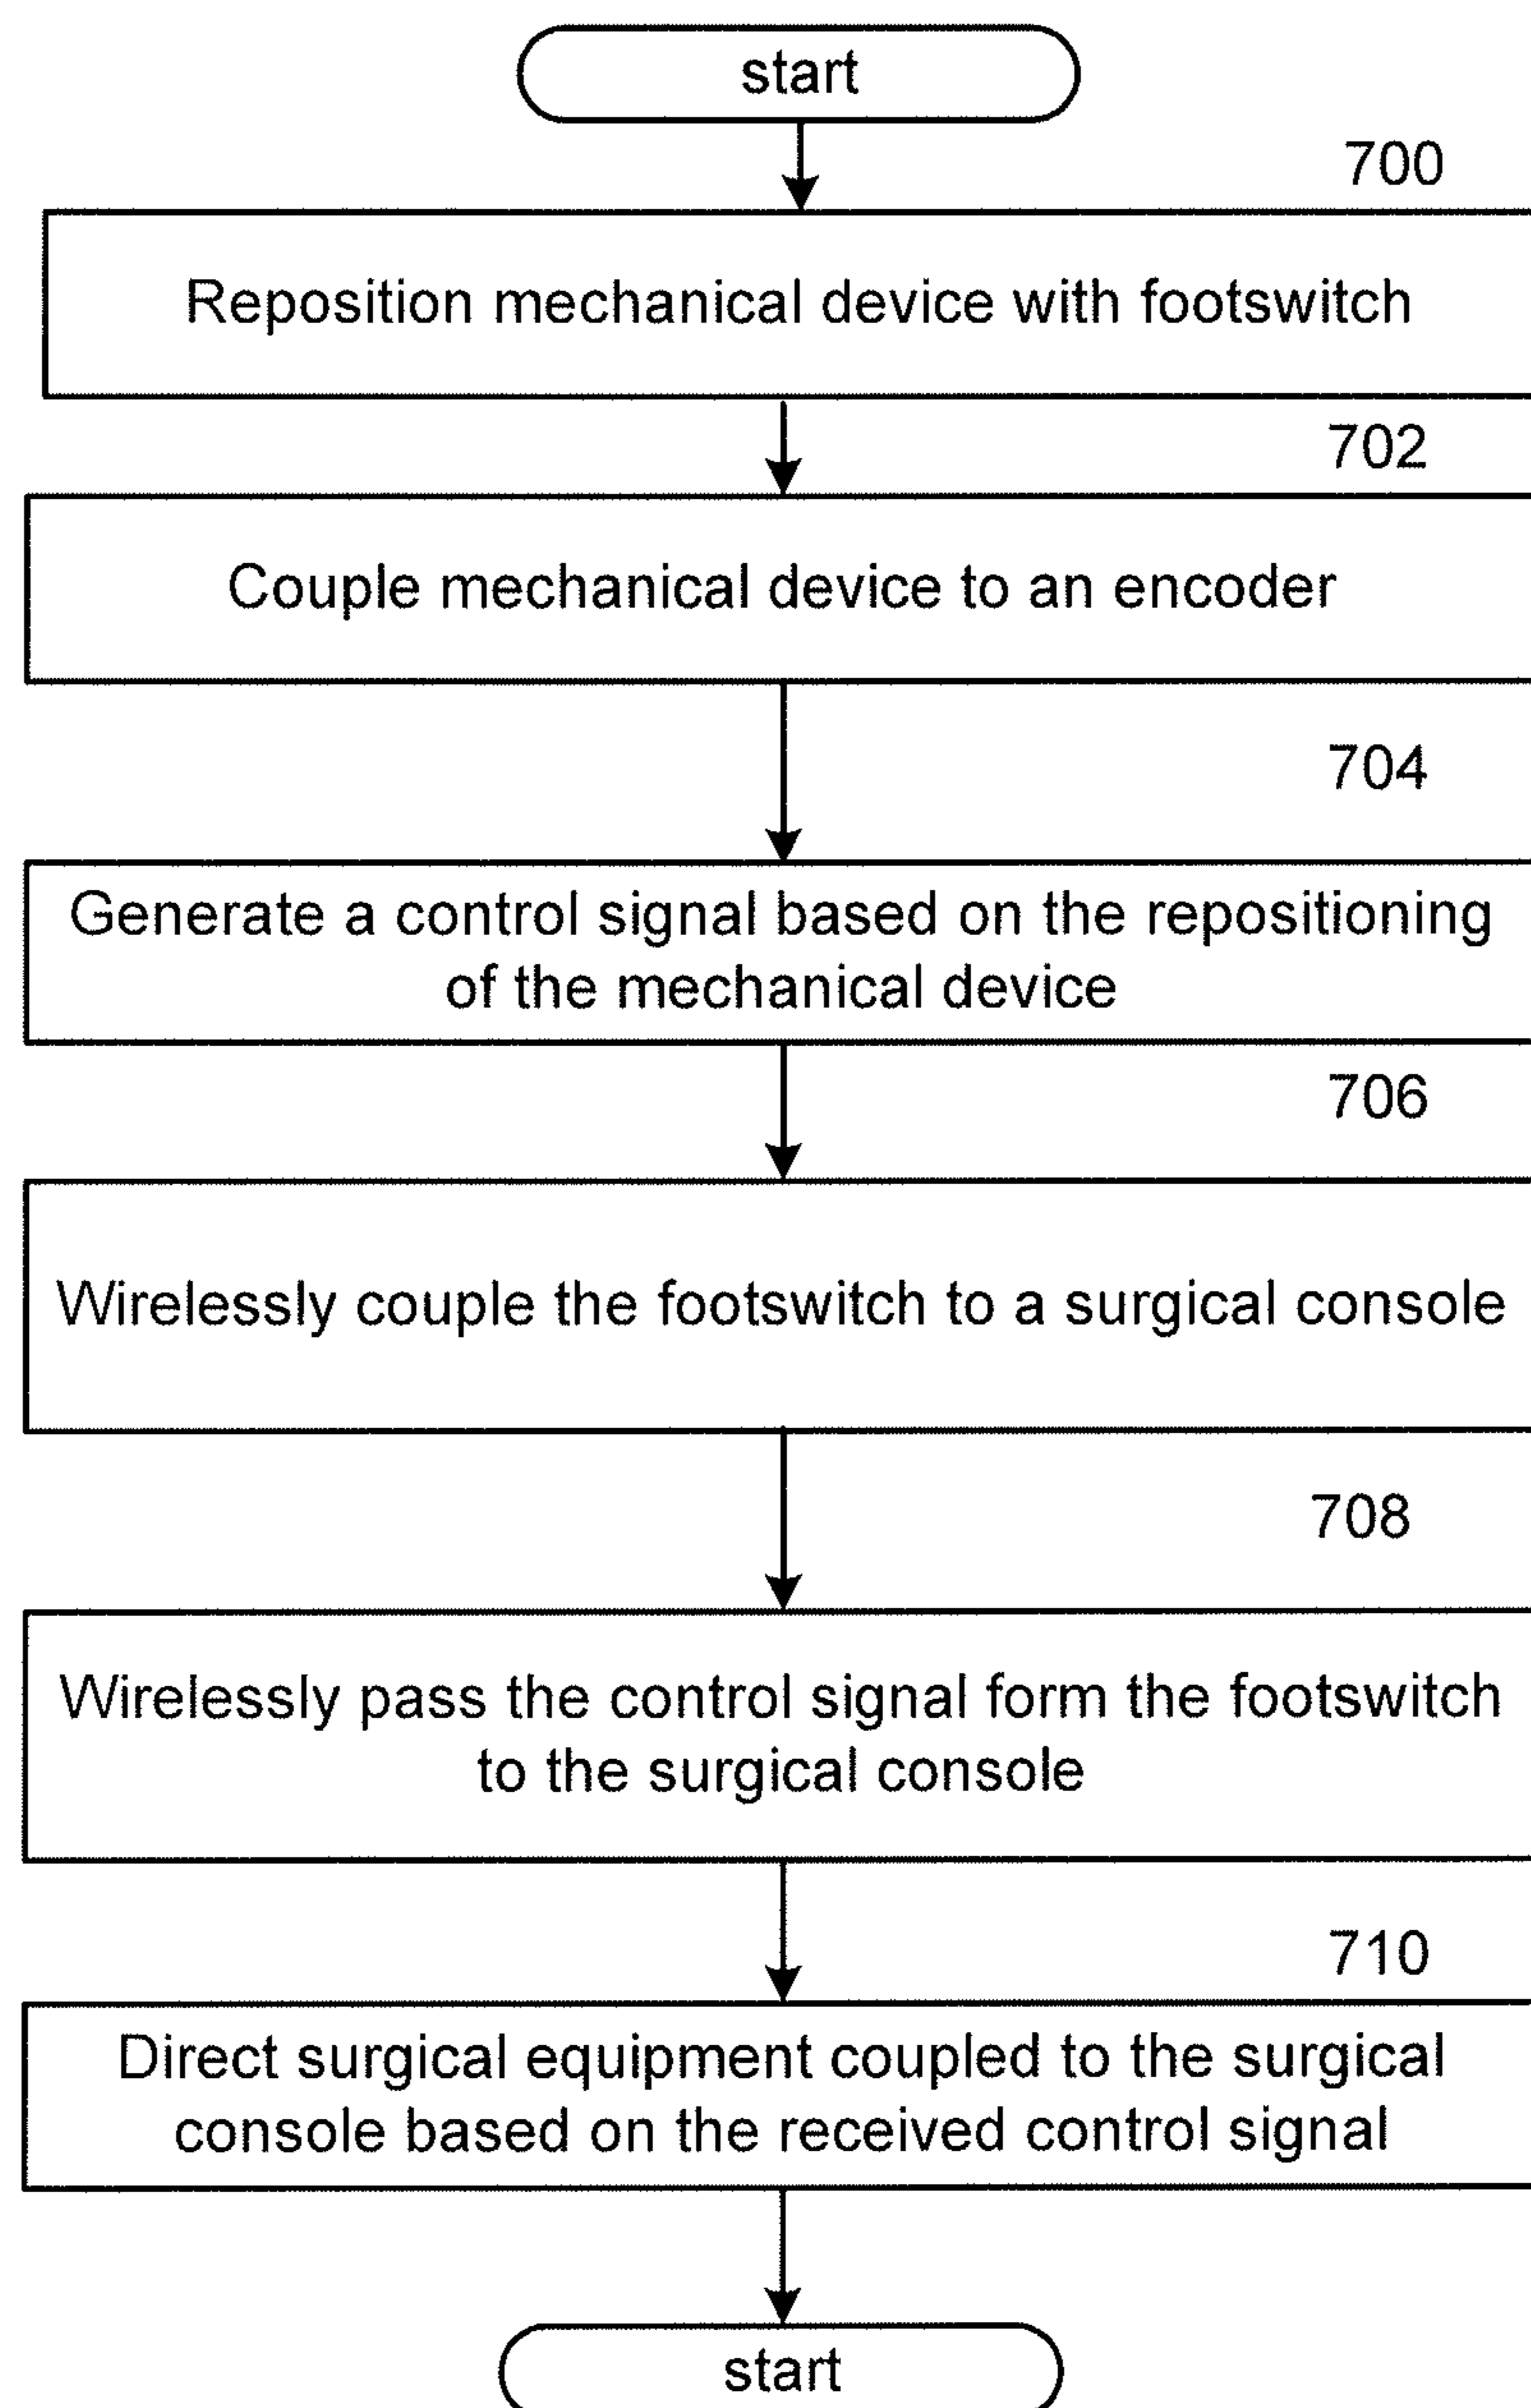 start
700
Reposition mechanical device with footswitch
702
Couple mechanical device to an encoder
704
Generate a control signal based on the repositioning
of the mechanical device
706
Wirelessly couple the footswitch to a surgical console
708
Wirelessly pass the control signal form the footswitch
to the surgical console
710
Direct surgical equipment coupled to the surgical
console based on the received control signal
start